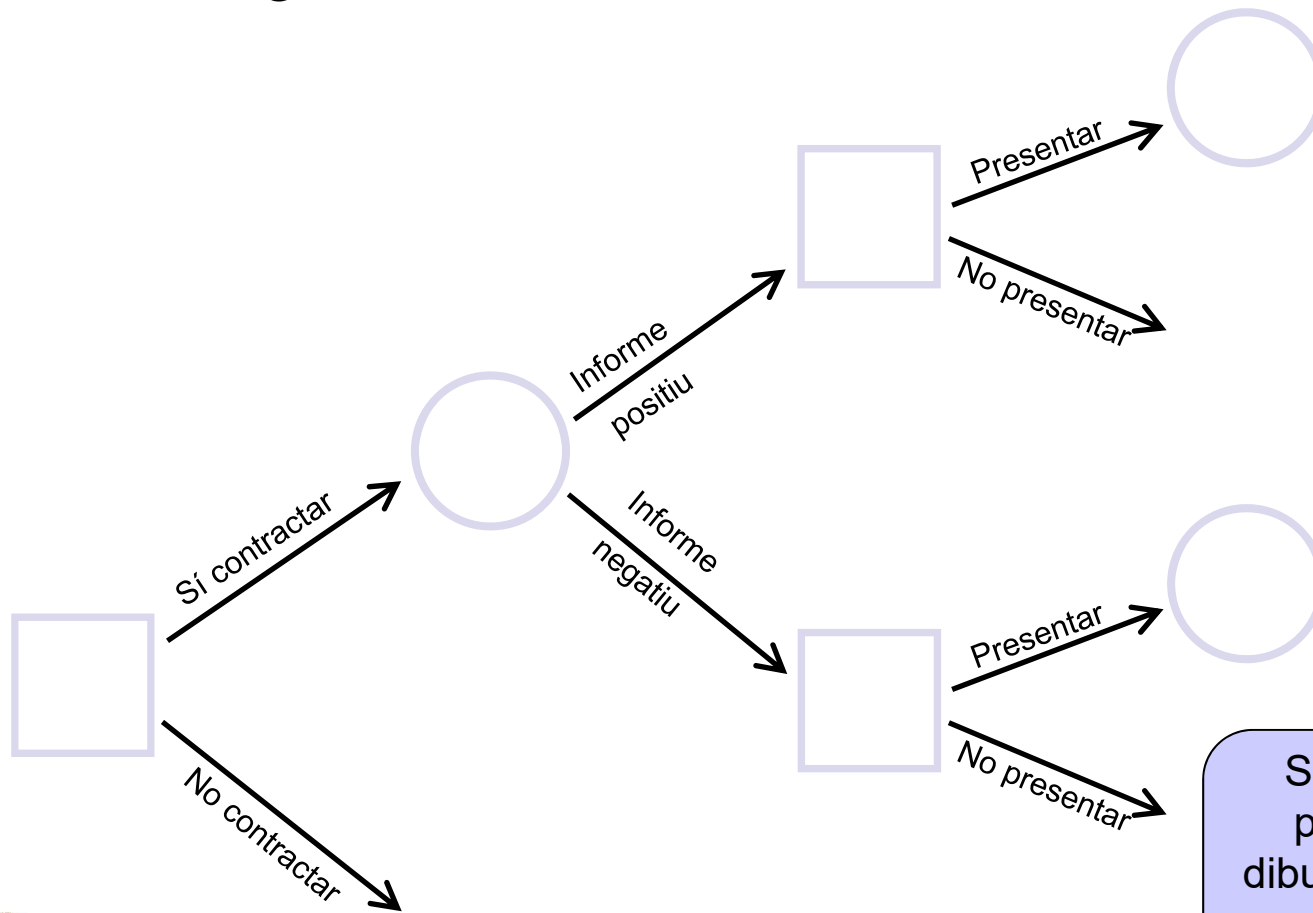 Presentar
No presentar
Informe
positiu
Sí contractar
Informe
negatiu
Presentar
No presentar
No contractar